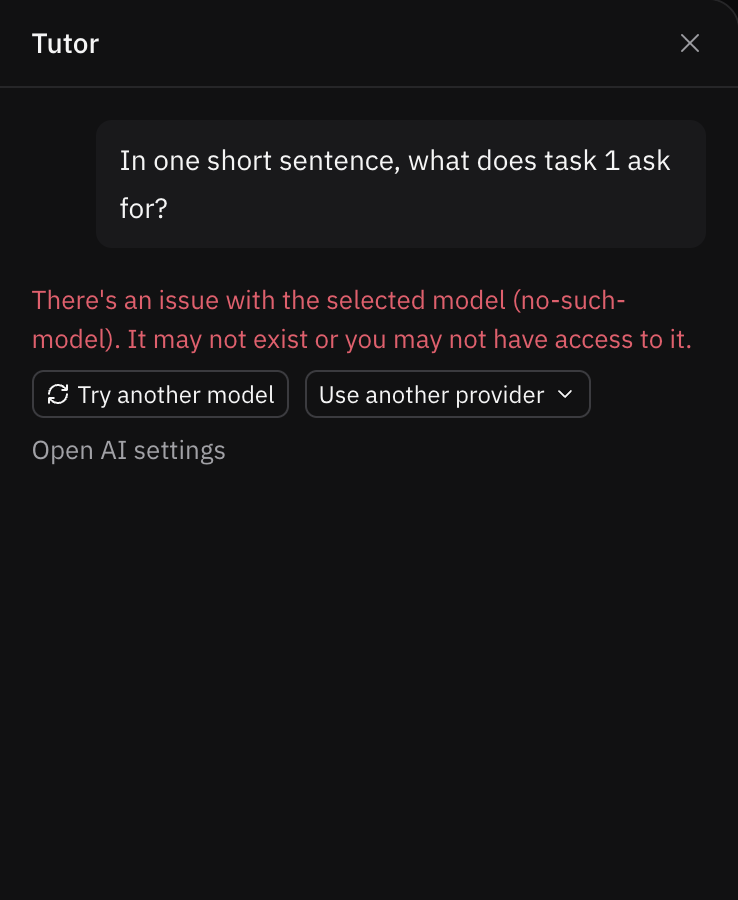 Tutor
In one short sentence, what does task 1 ask
for?
There's an issue with the selected model (no-such-
model). It may not exist or you may not have access to it.
Try another model
Use another provider
Open AI settings